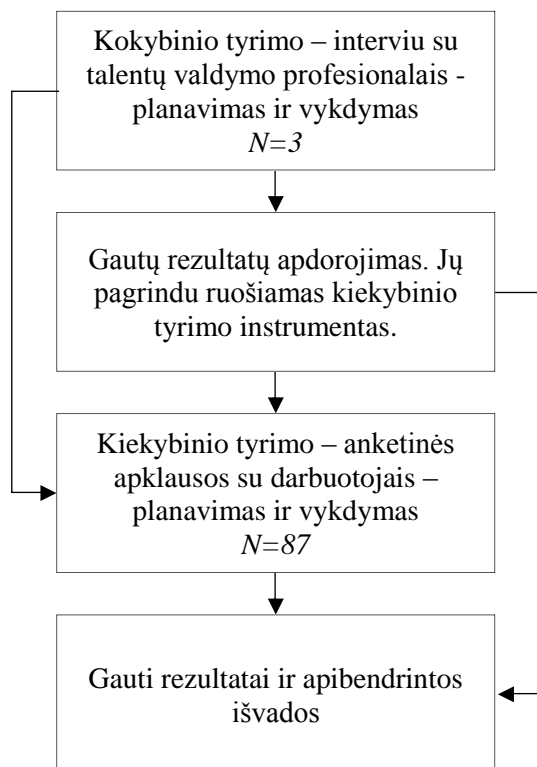 Kokybinio tyrimo – interviu su
talentų valdymo profesionalais -
planavimas ir vykdymas
N=3
Gautų rezultatų apdorojimas. Jų
pagrindu ruošiamas kiekybinio
tyrimo instrumentas.
Kiekybinio tyrimo – anketinės
apklausos su darbuotojais –
planavimas ir vykdymas
N=87
Gauti rezultatai ir apibendrintos
išvados